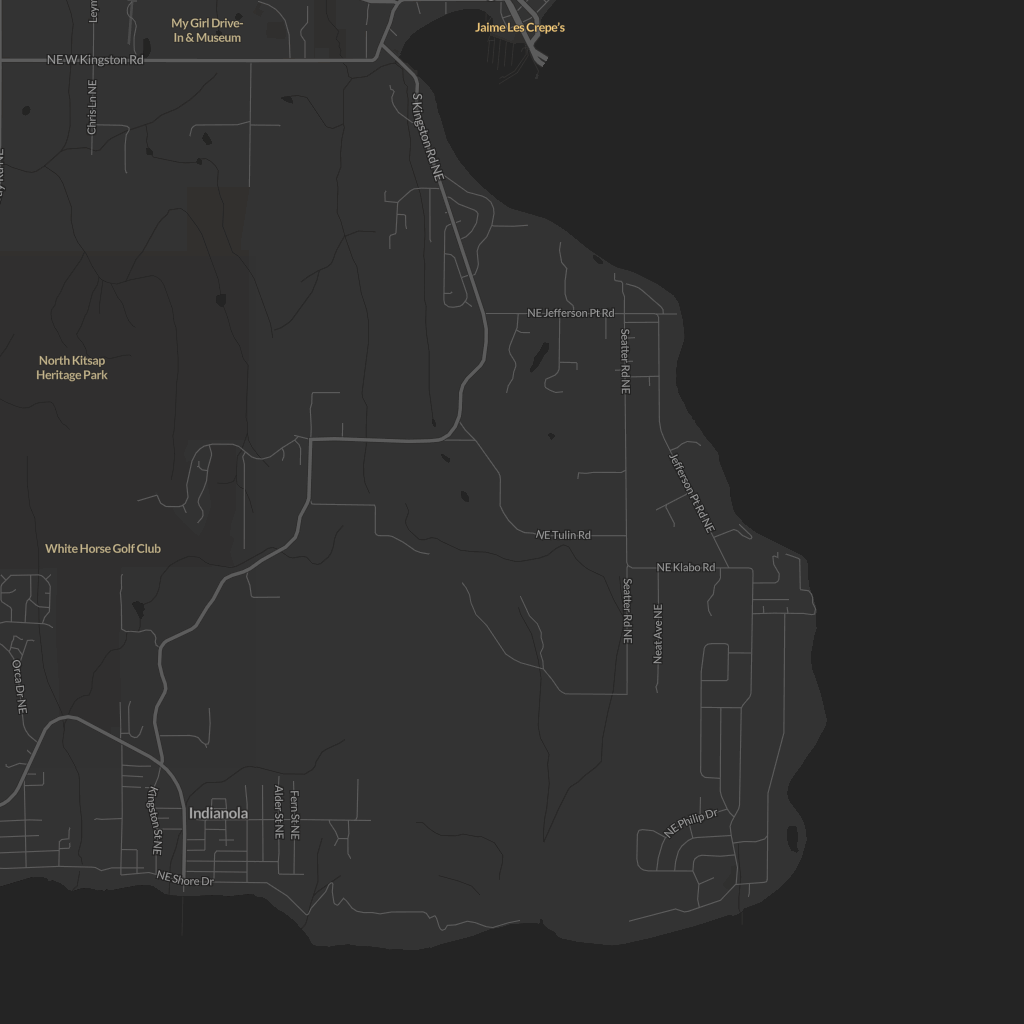 Leym
My Girl Drive-
In & Museum
Jaime Les Crepe's
NE W Kingston Rd
Chris Ln NE
S Kingston Rd NE
NE Jefferson Pt Rd
Seatter Rd NE
North Kitsap
Heritage Park
Jefferson Pt Rd NE
NE Tulin Rd
White Horse Golf Club
NE Klabo Rd
Seatter Rd NE
Neat Ave NE
Orca Dr NE
Kingston St NE
Indianola
Alder St NE
Fern St NE
NE Philip Dr
NE Shore Dr